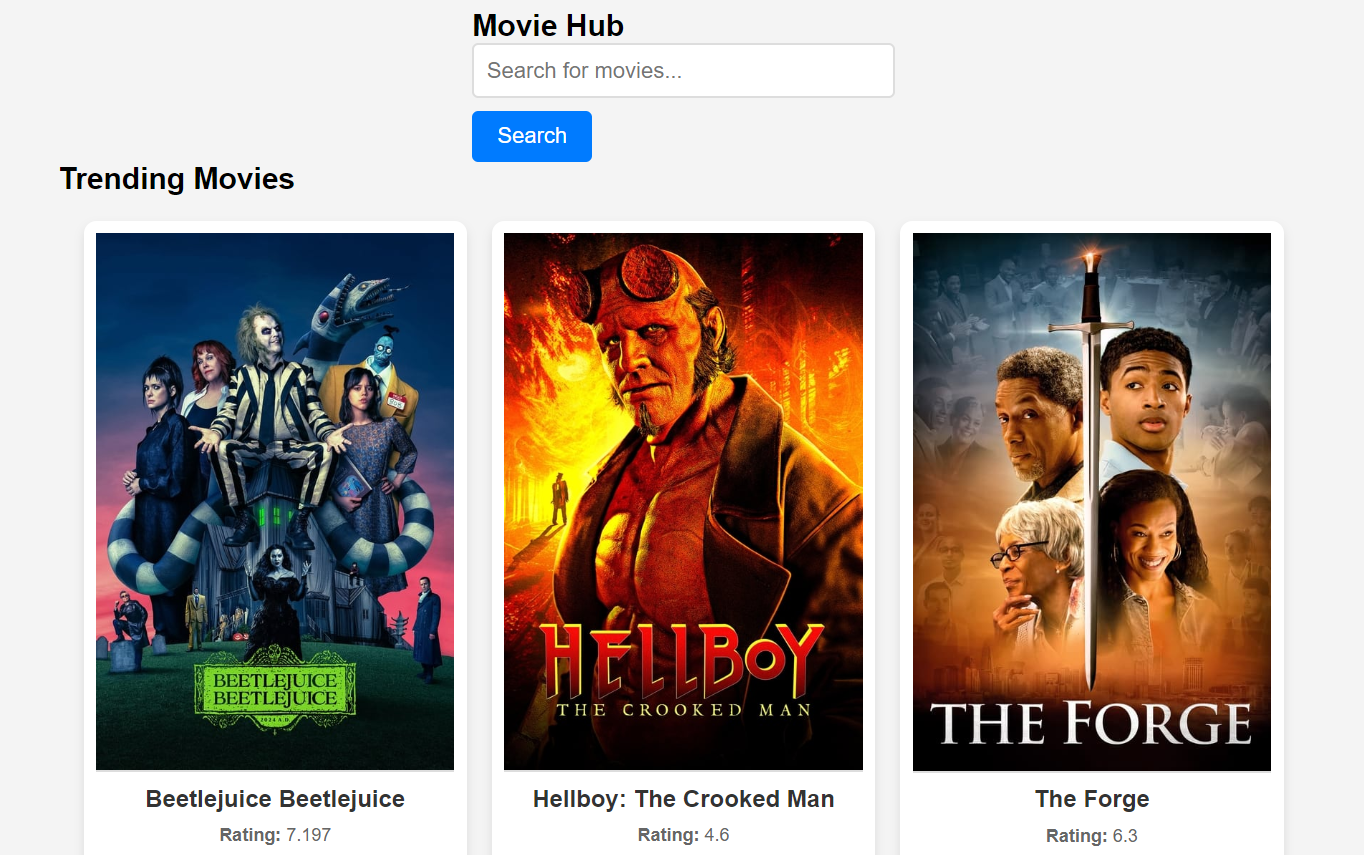 Movie Hub
Search for movies...
Search
Trending Movies
BEETLEJUICE
BEETLEJUICE
2024 A.D.
HELLBOY
THE CROOKED MAN
THE FORGE
Beetlejuice Beetlejuice
Hellboy: The Crooked Man
The Forge
Rating: 7.197
Rating: 4.6
Rating: 6.3